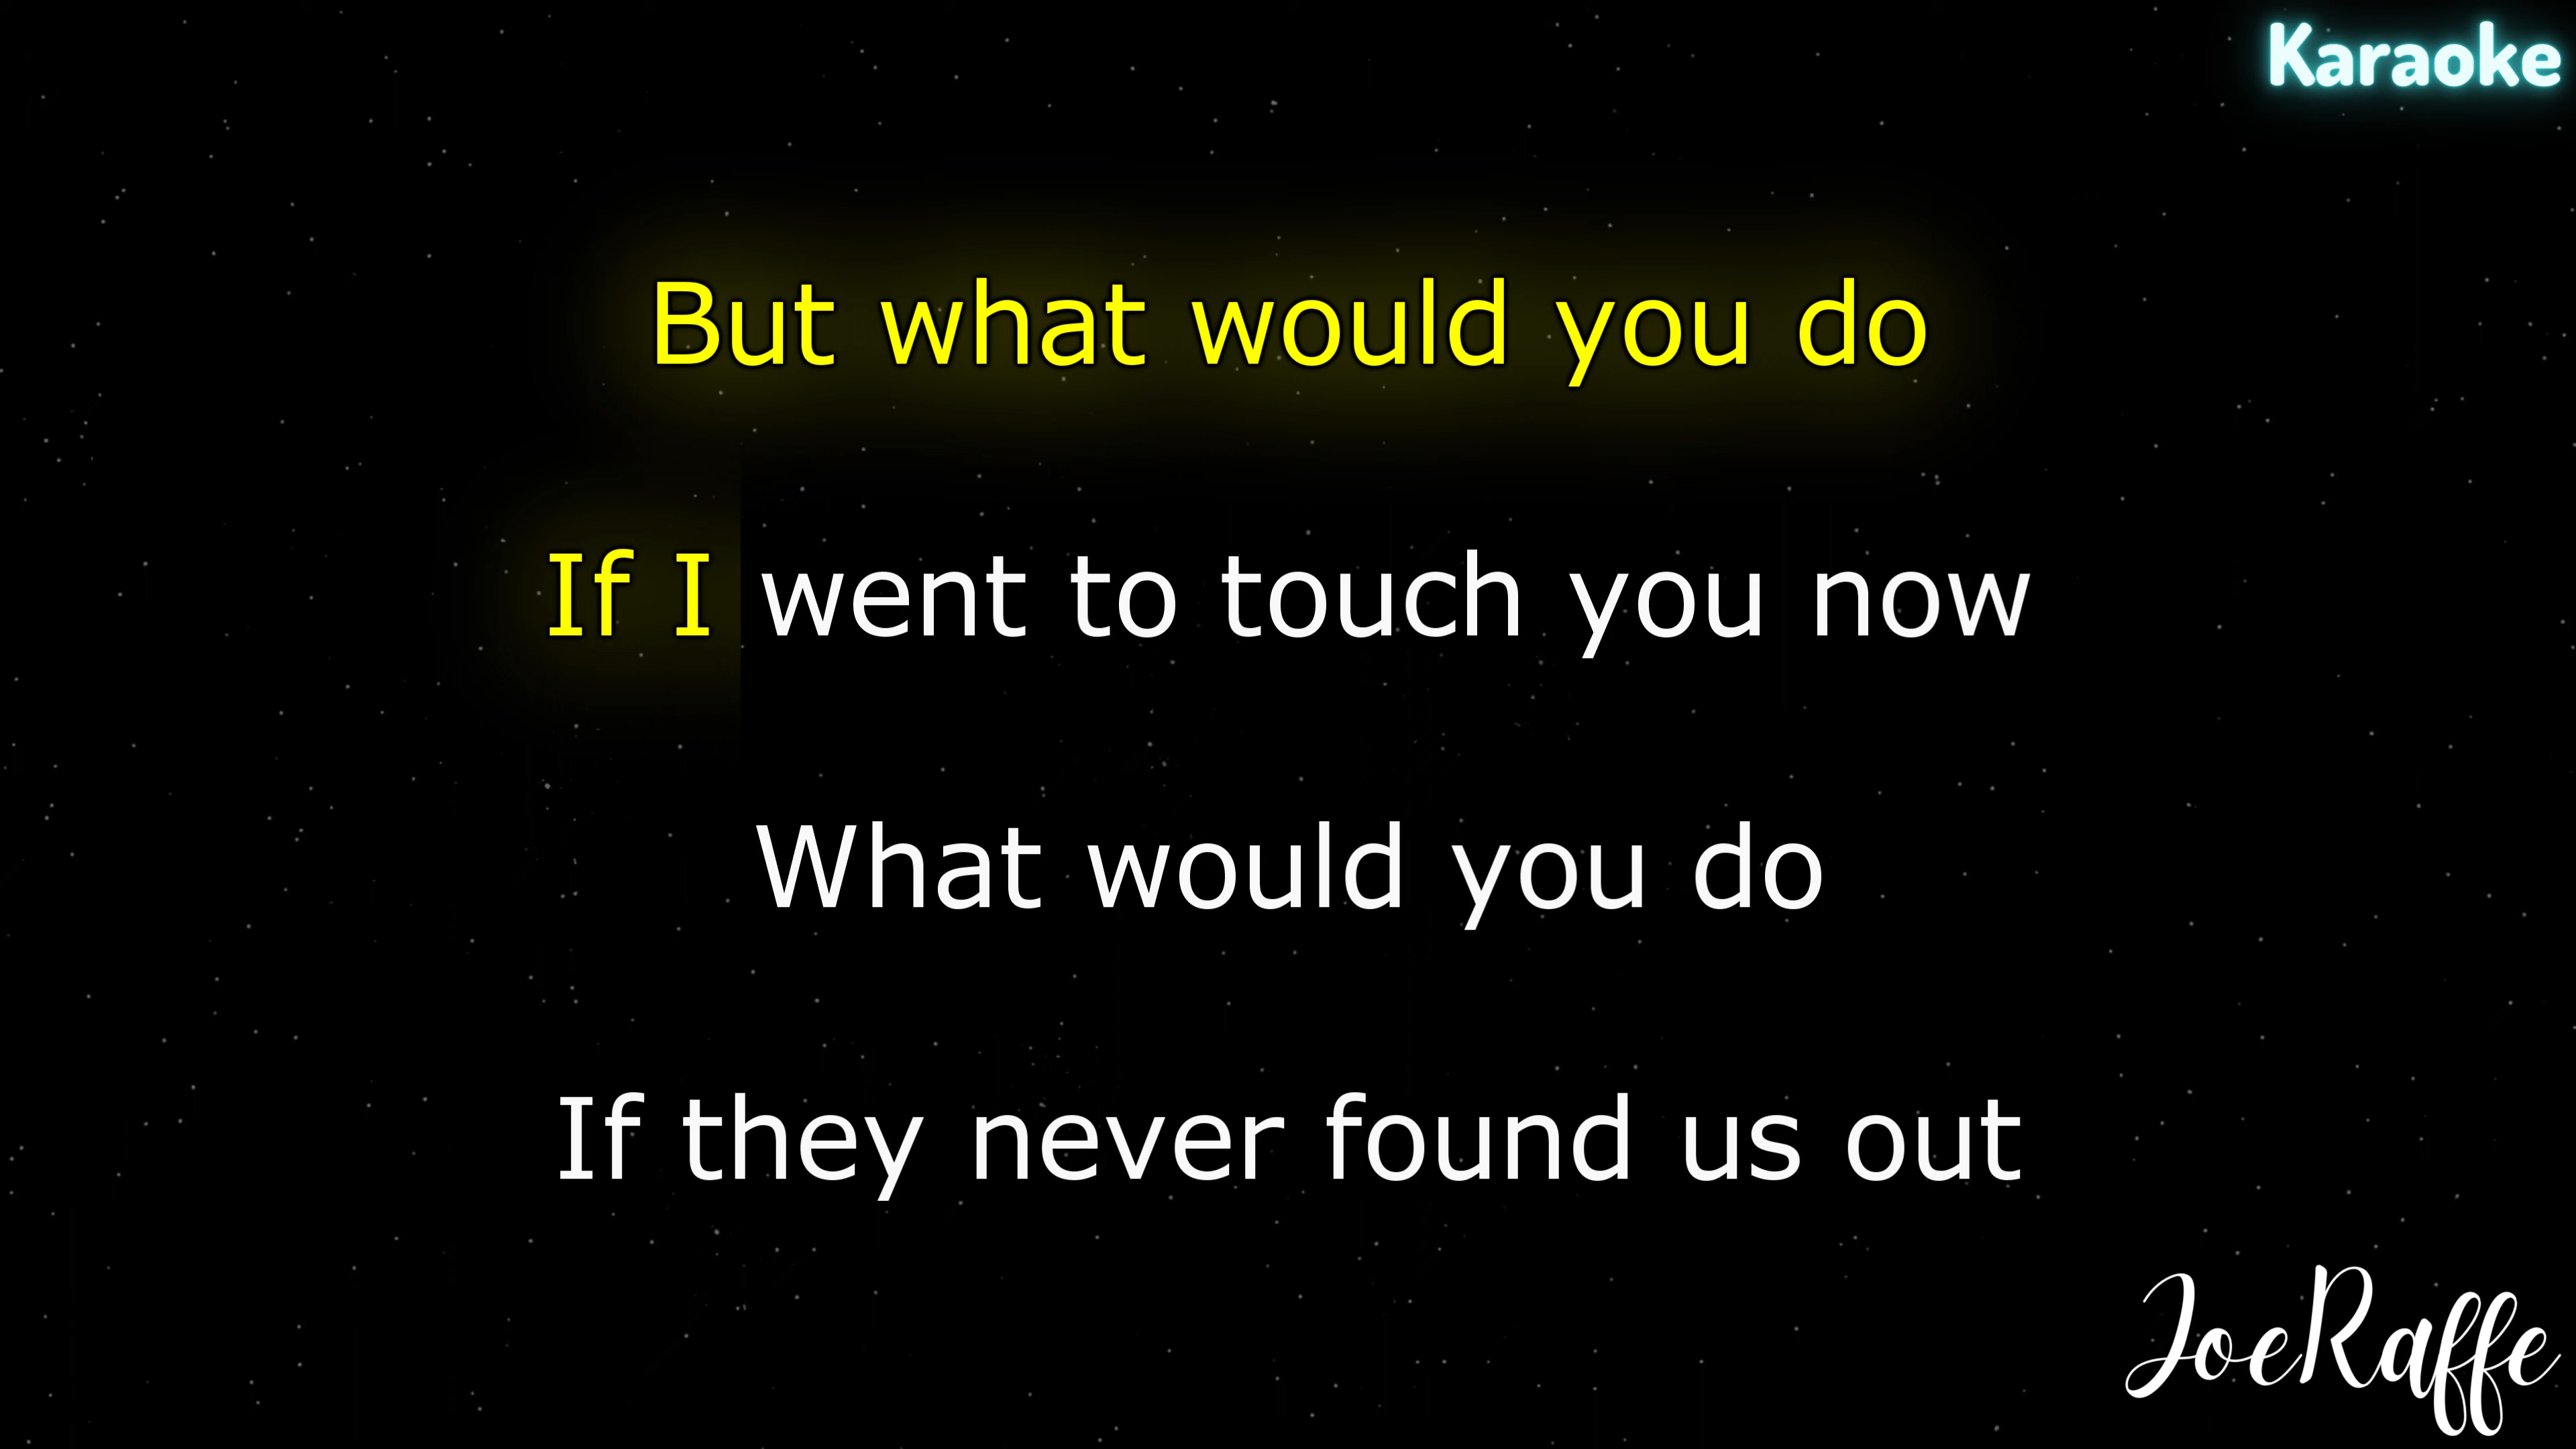 Karaoke
But what would you do
If I went to touch you now
What would you do
If they never found us out
JoeRaffe